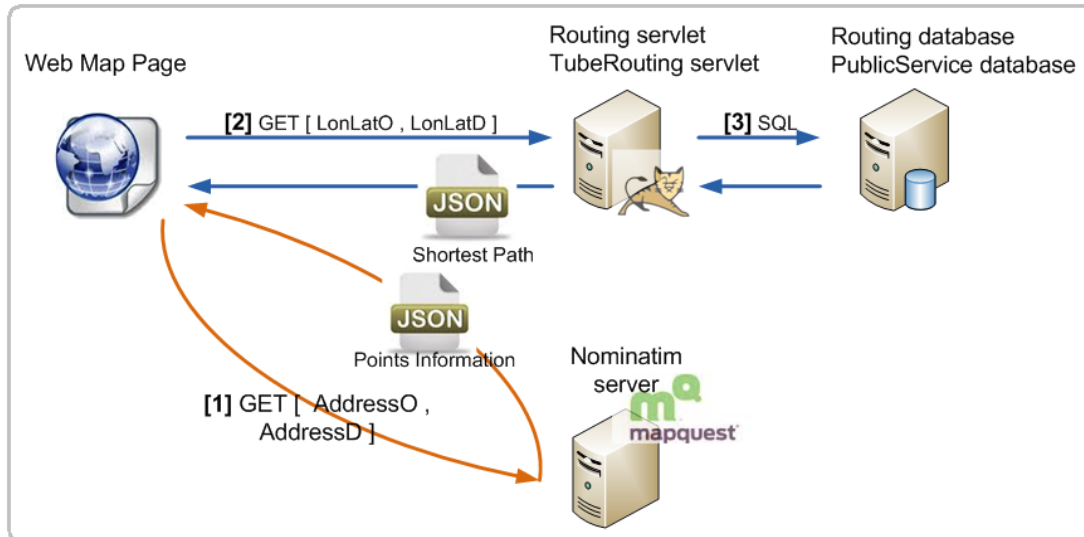 Web Map Page
Routing servlet
TubeRouting servlet
Routing database
PublicService database
[2] GET [ LonLatO , LonLatD ]
[3] SQL
JSON
Shortest Path
JSON
Points Information
[1] GET [ AddressO ,
AddressD ]
Nominatim
server
mQ
mapquest